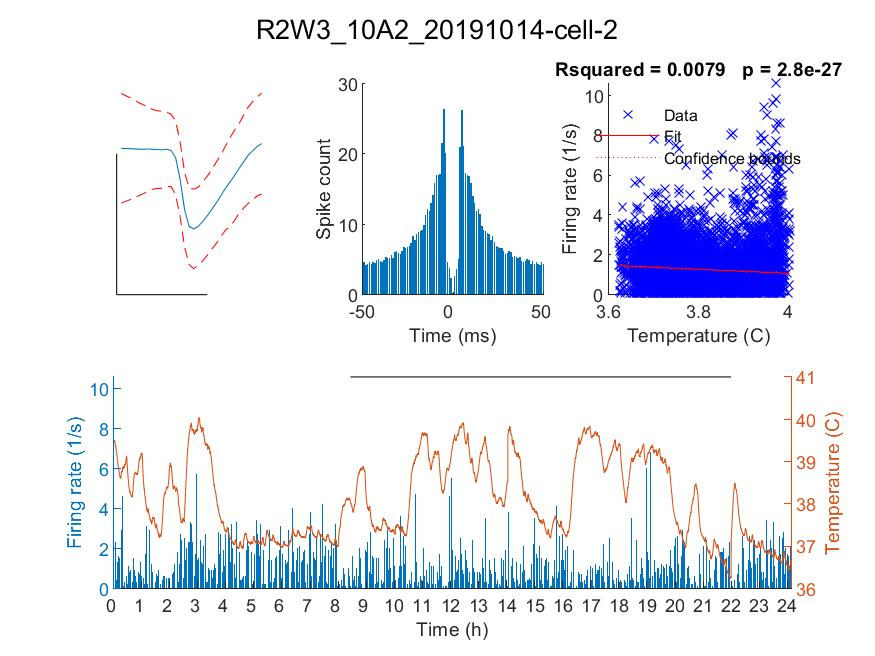 R2W3_10A2_20191014-cell-2
Rsquared = 0.0079 p = 2.8e-27
30
20
10
0
Spike count
-50
0
50
Time (ms)
10
8
6
4
2
0
Firing rate (1/s)
Data
Fit
Confidence bounds
3.6
3.8
4
Temperature (C)
10
8
6
4
2
0
Firing rate (1/s)
41
40
39
38
37
36
Temperature (C)
0 1 2 3 4 5 6 7 8 9 10 11 12 13 14 15 16 17 18 19 20 21 22 23 24
Time (h)